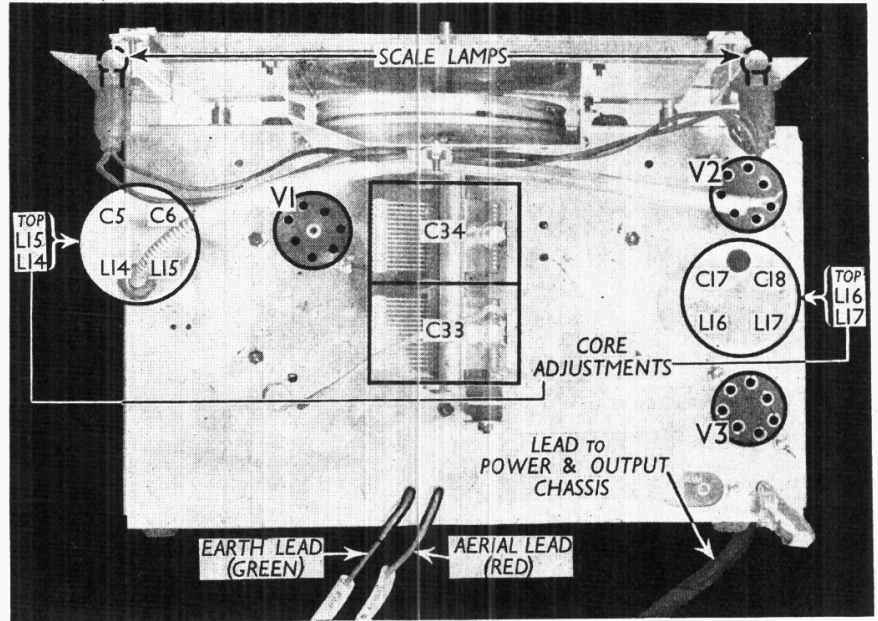 SCALE LAMPS
V2
V1
C5 C6
C34
TOP
L15
L14
L14 L15
C17 C18
TOP
L16
L17
L16 L17
C33
CORE
ADJUSTMENTS
V3
LEAD TO
POWER & OUTPUT
CHASSIS
EARTH LEAD
(GREEN)
AERIAL LEAD
(RED)